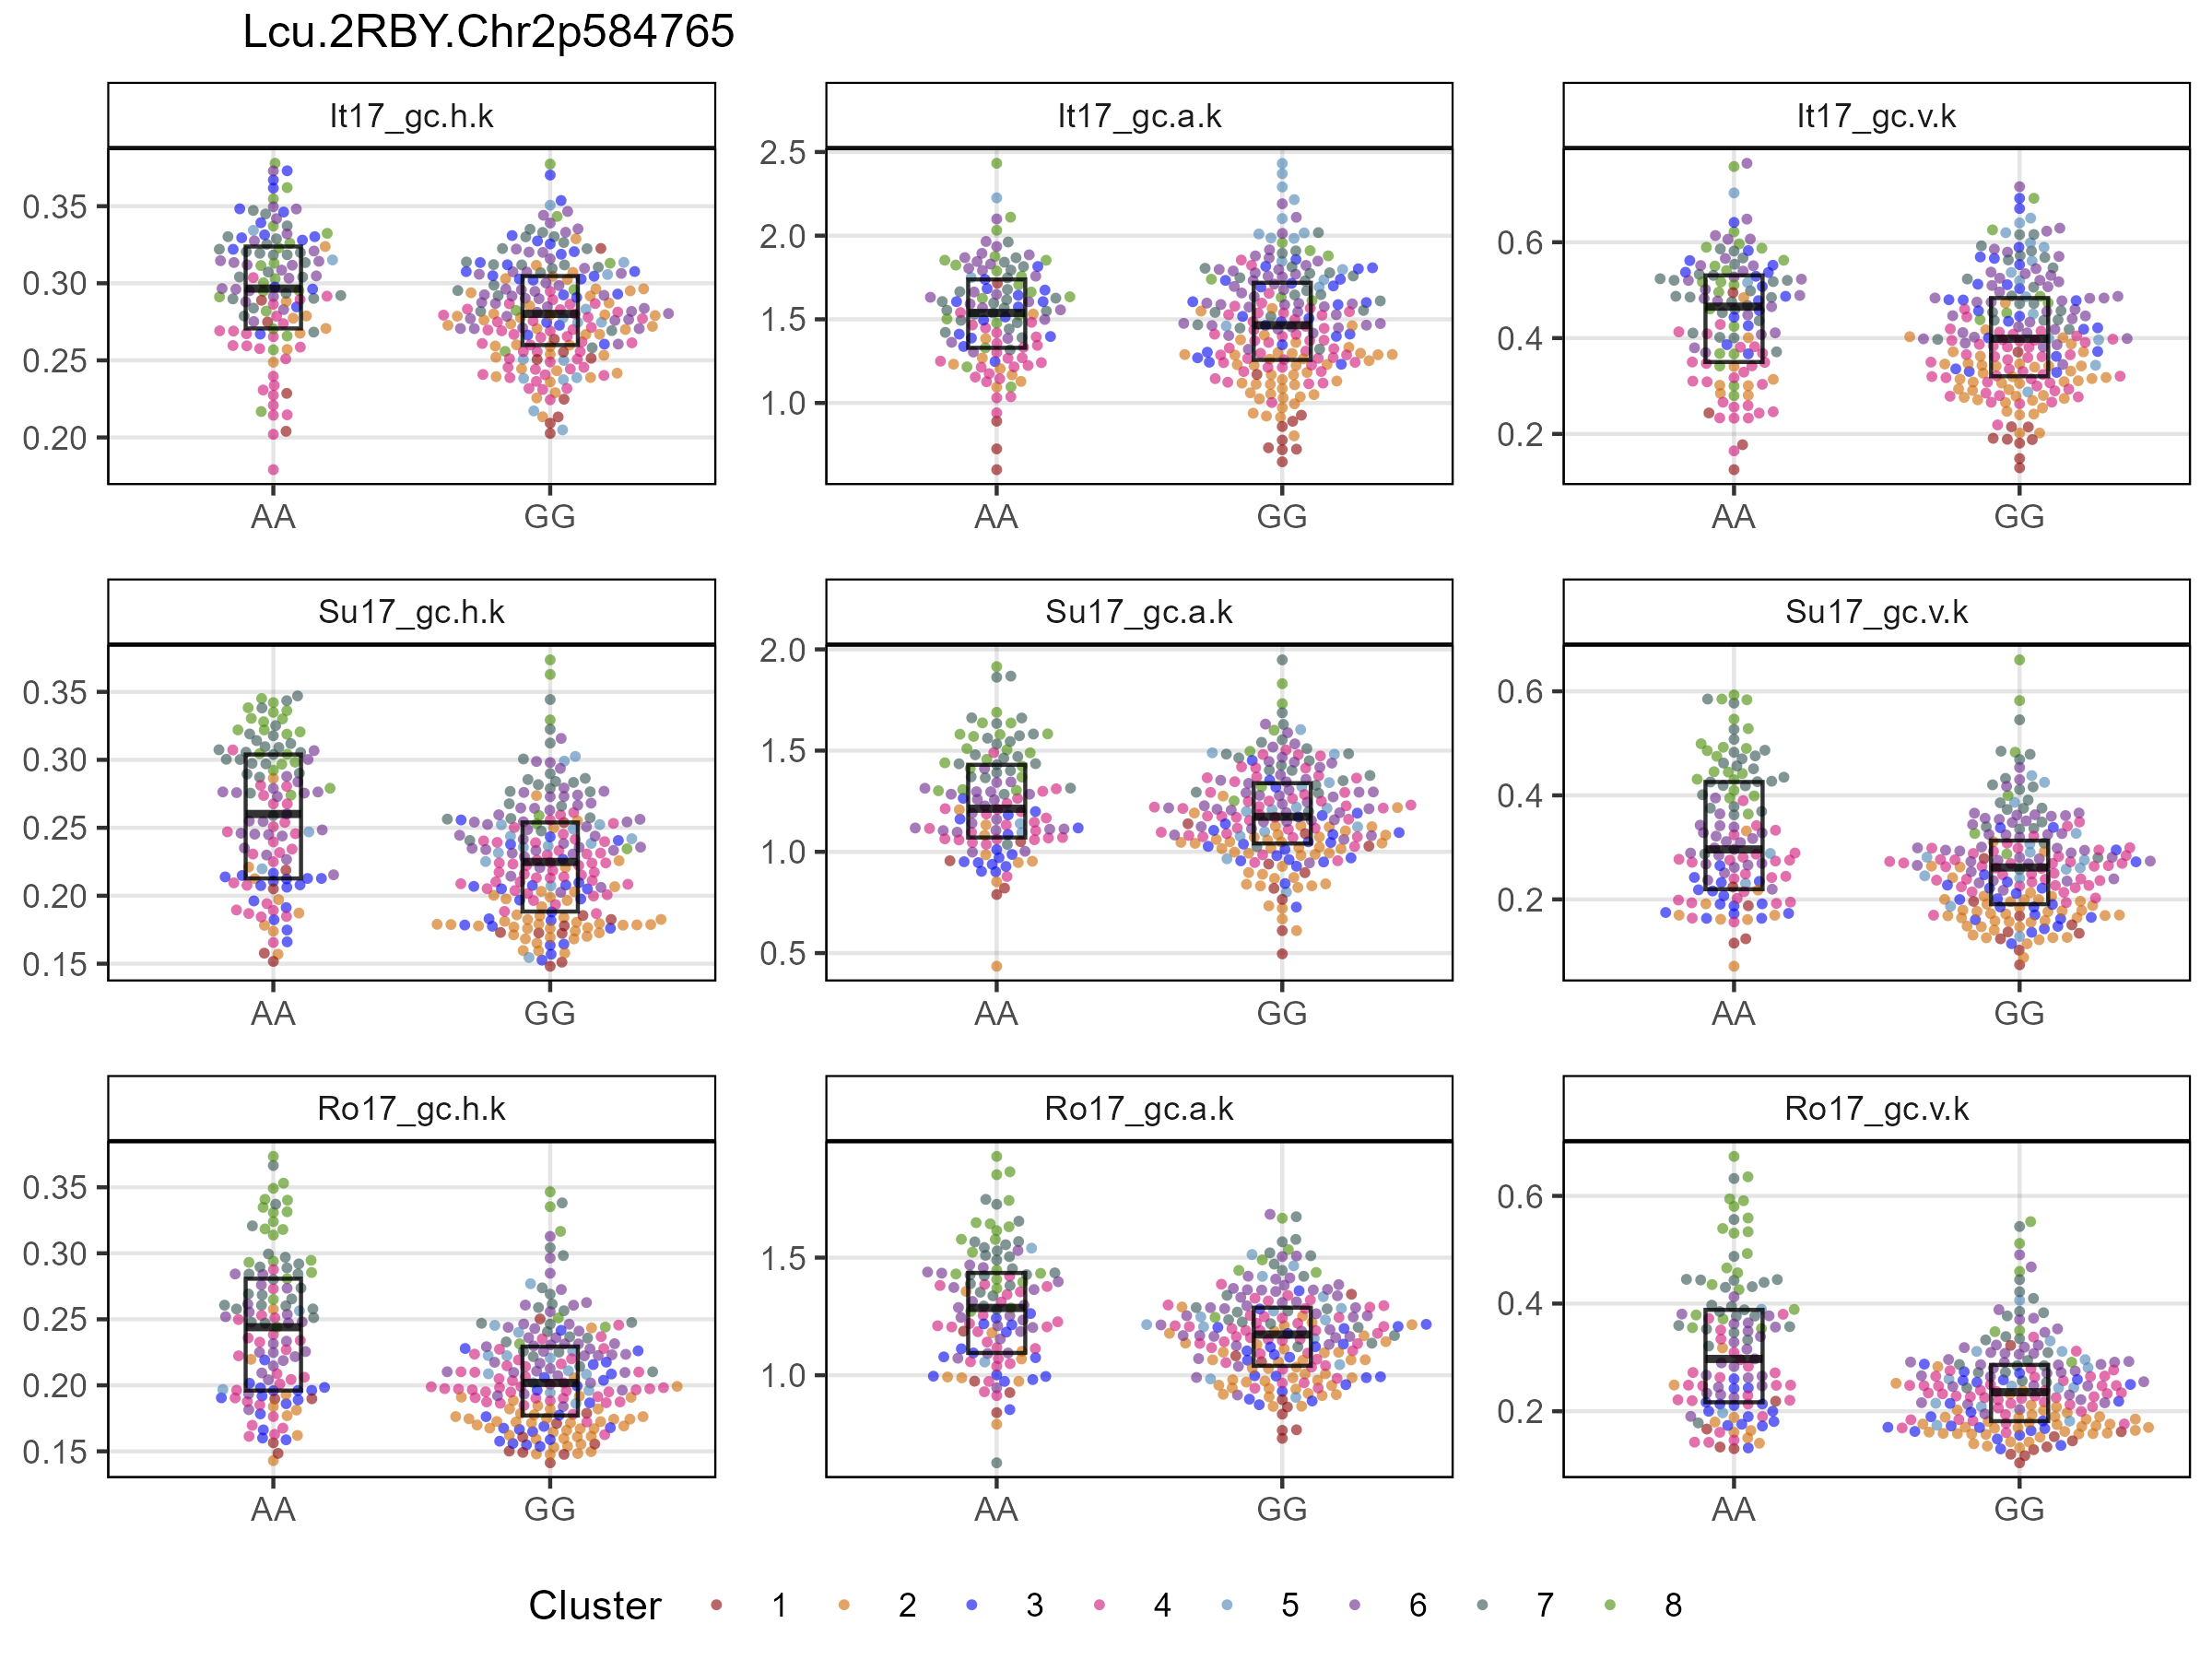 Lcu.2RBY.Chr2p584765
It17_gc.h.k
It17_gc.a.k
It17_gc.v.k
0.35
0.30
0.25
0.20
AA
GG
2.5
2.0
1.5
1.0
AA
GG
0.6
0.4
0.2
AA
GG
Su17_gc.h.k
Su17_gc.a.k
Su17_gc.v.k
0.35
0.30
0.25
0.20
0.15
AA
GG
2.0
1.5
1.0
0.5
AA
GG
0.6
0.4
0.2
AA
GG
Ro17_gc.h.k
Ro17_gc.a.k
Ro17_gc.v.k
0.35
0.30
0.25
0.20
0.15
AA
GG
1.5
1.0
AA
GG
0.6
0.4
0.2
AA
GG
Cluster 1 2 3 4 5 6 7 8